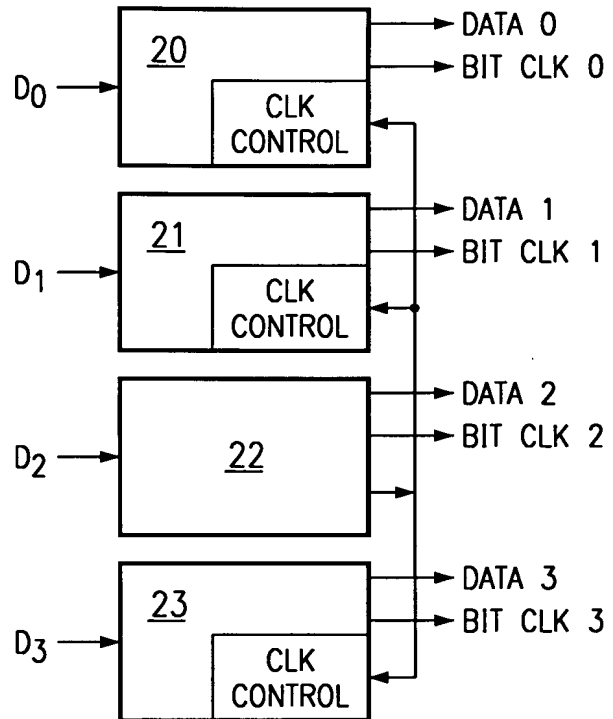 20
DATA 0
D0
BIT CLK 0
CLK
CONTROL
21
DATA 1
D1
BIT CLK 1
CLK
CONTROL
DATA 2
D2
22
BIT CLK 2
23
DATA 3
D3
BIT CLK 3
CLK
CONTROL